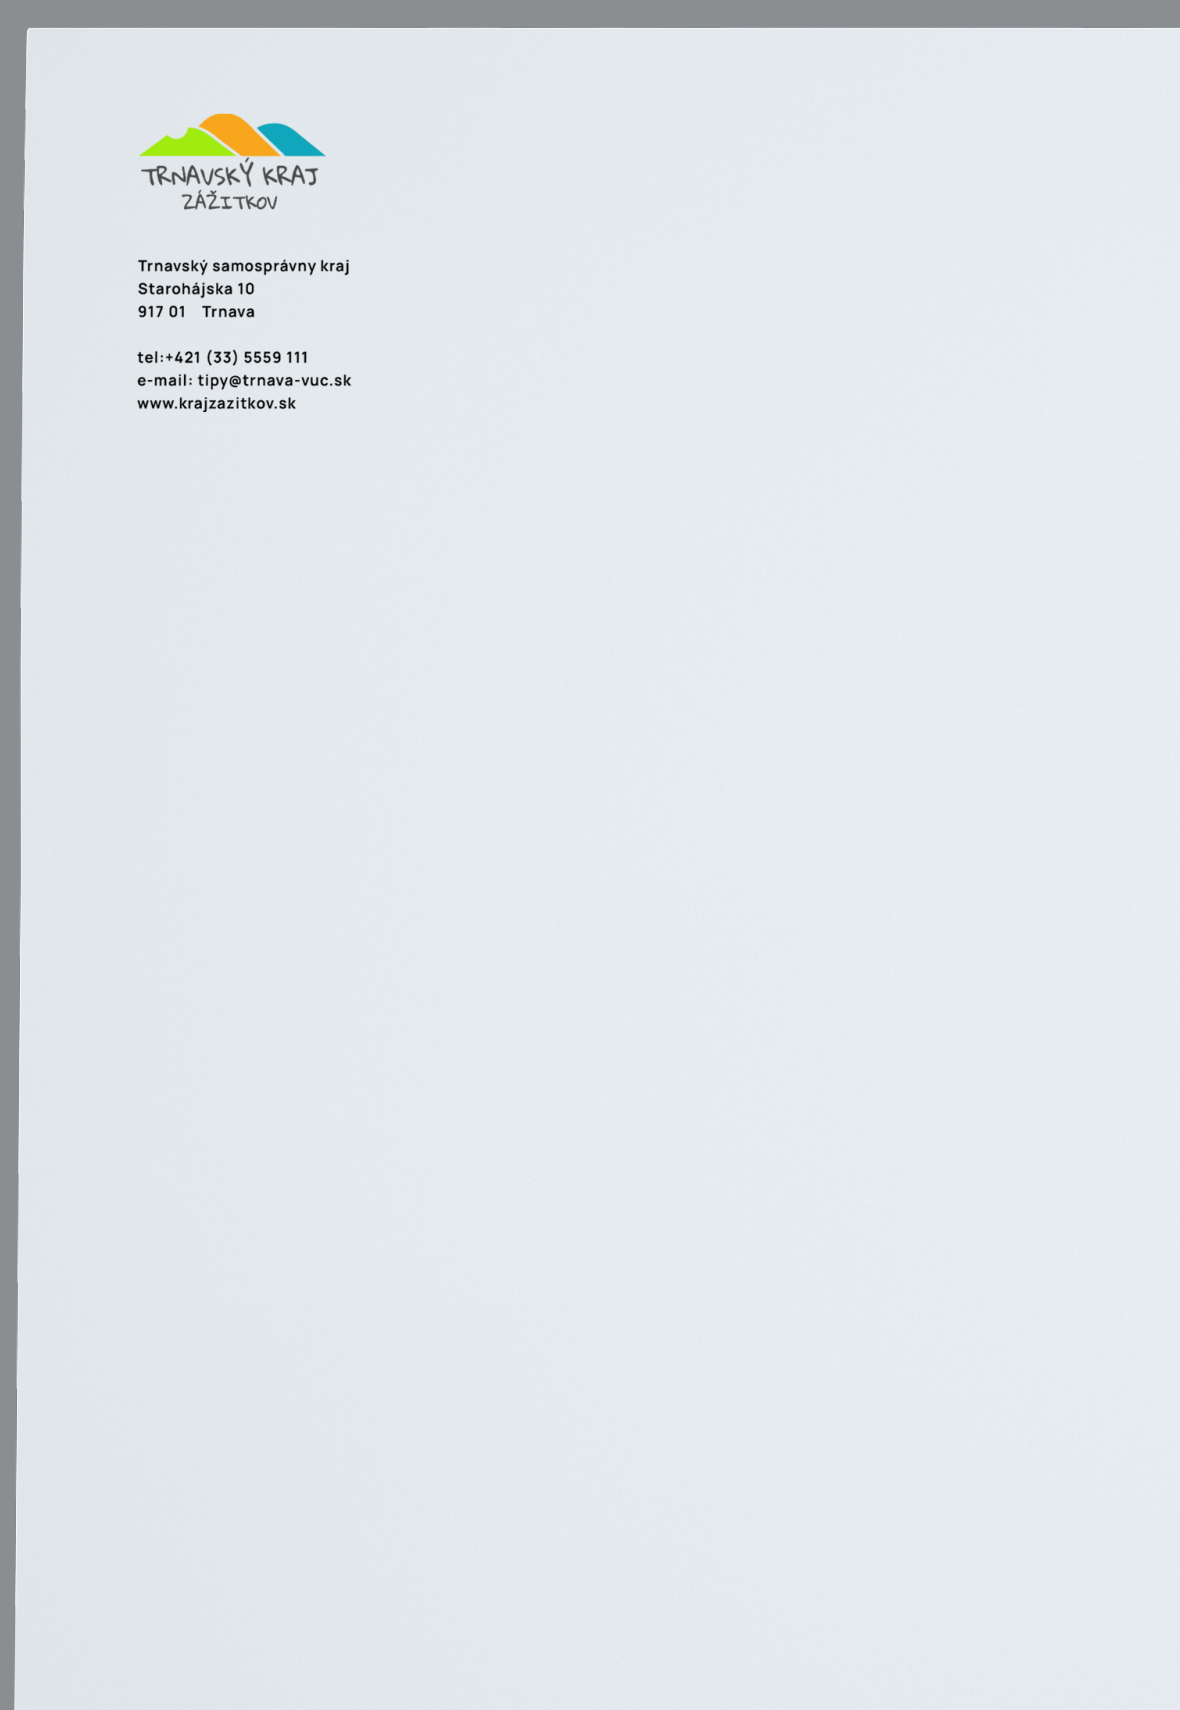 TRNAVSKÝ KRAJ
ZÁŽITKOV
Trnavský samosprávny kraj
Starohájska 10
917 01 Trnava
tel:+421 (33) 5559 111
e-mail: tipy@trnava-vuc.sk
www.krajzazitkov.sk